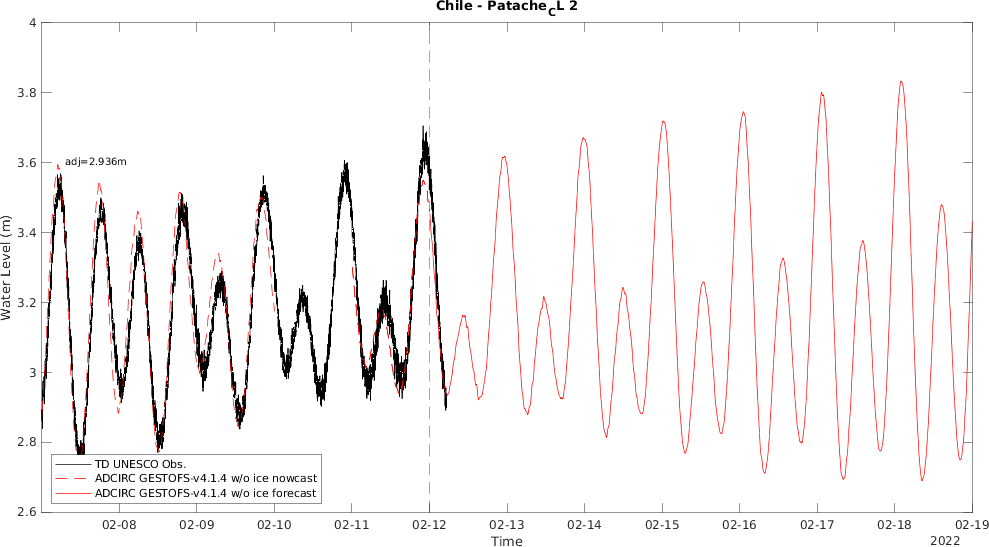 Chile - Patache_CL 2
4
3.8
3.6
3.4
3.2
3
2.8
2.6
Water Level (m)
adj=2.936m
TD UNESCO Obs.
ADCIRC GESTOFS-v4.1.4 w/o ice nowcast
ADCIRC GESTOFS-v4.1.4 w/o ice forecast
02-08 02-09 02-10 02-11 02-12 02-13 02-14 02-15 02-16 02-17 02-18 02-19
Time
2022